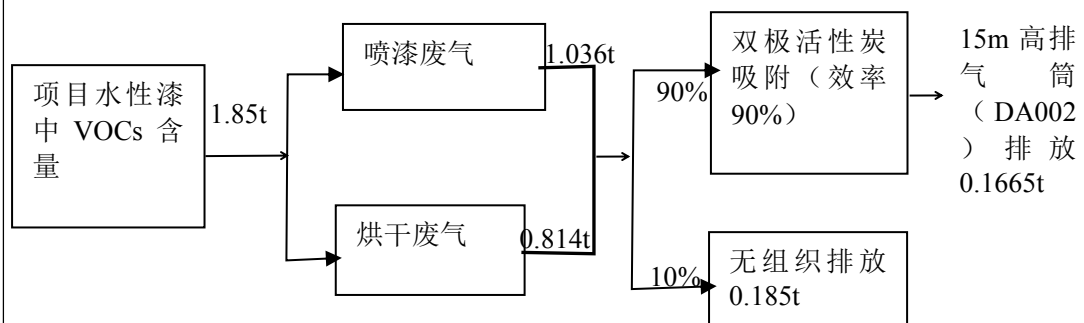 项目水性漆
中 VOCs 含
量
1.85t
喷漆废气
1.036t
烘干废气
0.814t
90%
双极活性炭
吸附（效率
90%）
15m 高排
气筒
（DA002
）排放
0.1665t
10%
无组织排放
0.185t